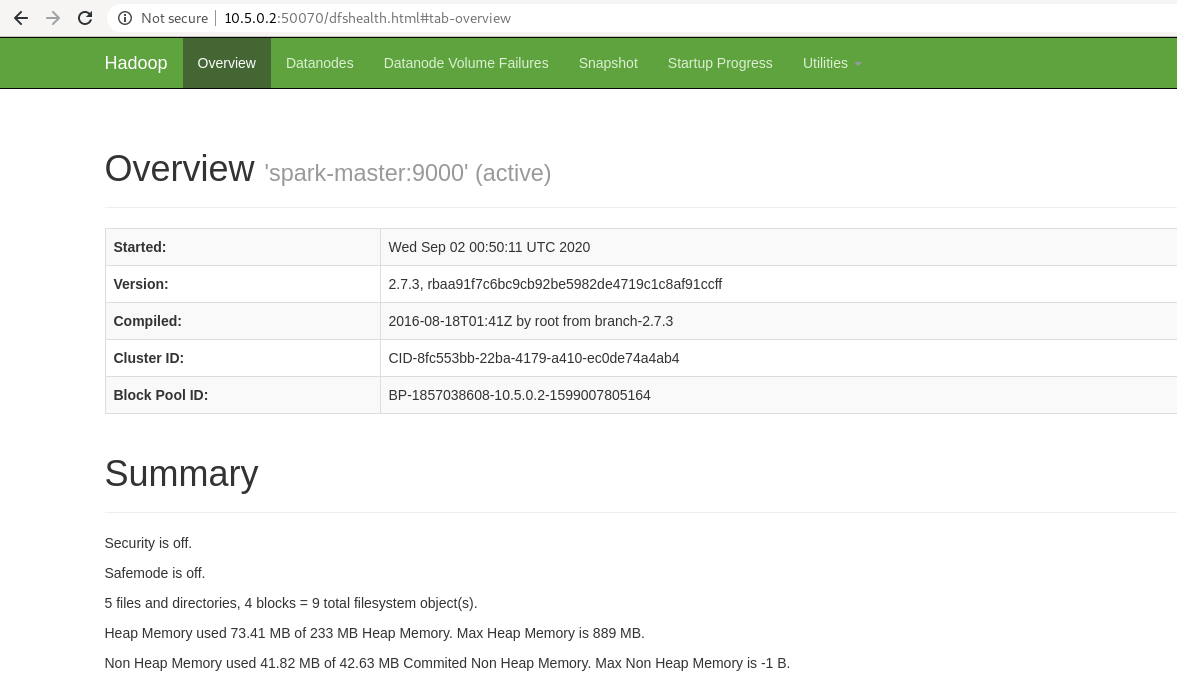 Not secure 10.5.0.2:50070/dfshealth.html#tab-overview
Hadoop Overview Datanodes Datanode Volume Failures Snapshot Startup Progress Utilities
Overview 'spark-master:9000' (active)
Started: Wed Sep 02 00:50:11 UTC 2020
Version: 2.7.3, rbaa91f7c6bc9cb92be5982de4719c1c8af91ccff
Compiled: 2016-08-18T01:41Z by root from branch-2.7.3
Cluster ID: CID-8fc553bb-22ba-4179-a410-ec0de74a4ab4
Block Pool ID: BP-1857038608-10.5.0.2-1599007805164
Summary
Security is off.
Safemode is off.
5 files and directories, 4 blocks = 9 total filesystem object(s).
Heap Memory used 73.41 MB of 233 MB Heap Memory. Max Heap Memory is 889 MB.
Non Heap Memory used 41.82 MB of 42.63 MB Commited Non Heap Memory. Max Non Heap Memory is -1 B.